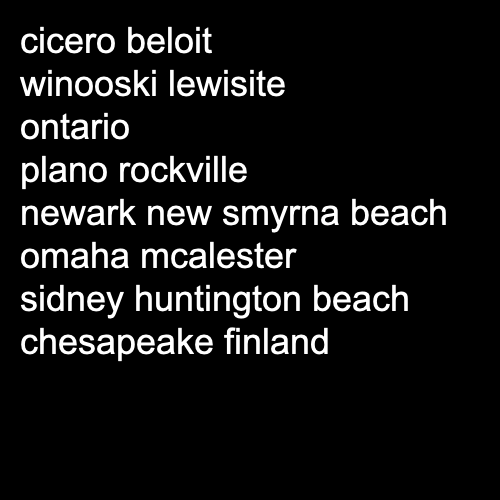 cicero beloit
winooski lewisite
ontario
plano rockville
newark new smyrna beach
omaha mcalester
sidney huntington beach
chesapeake finland